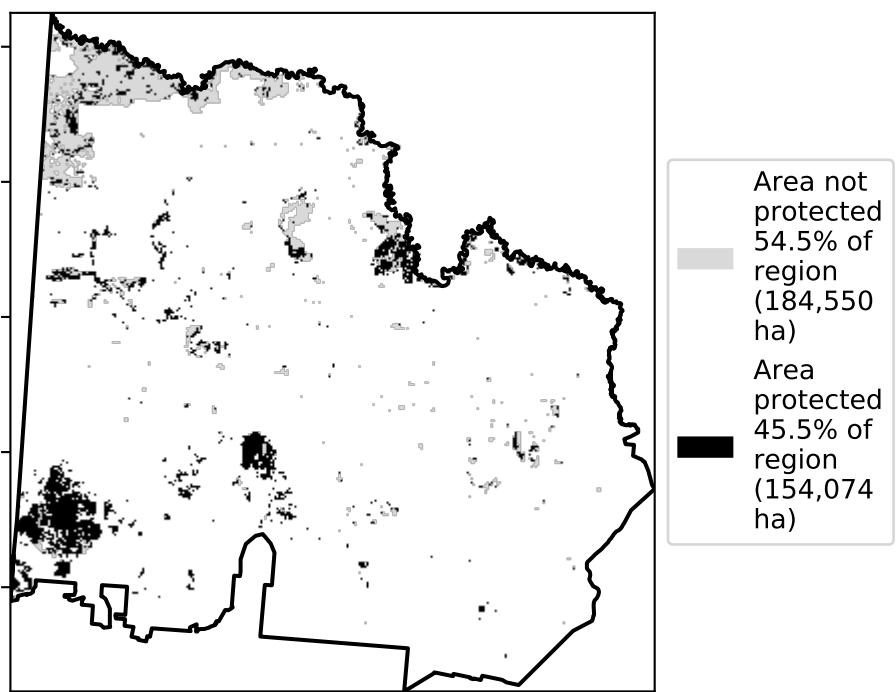 Area not
protected
54.5% of
region
(184,550
ha)
Area
protected
45.5% of
region
(154,074
ha)